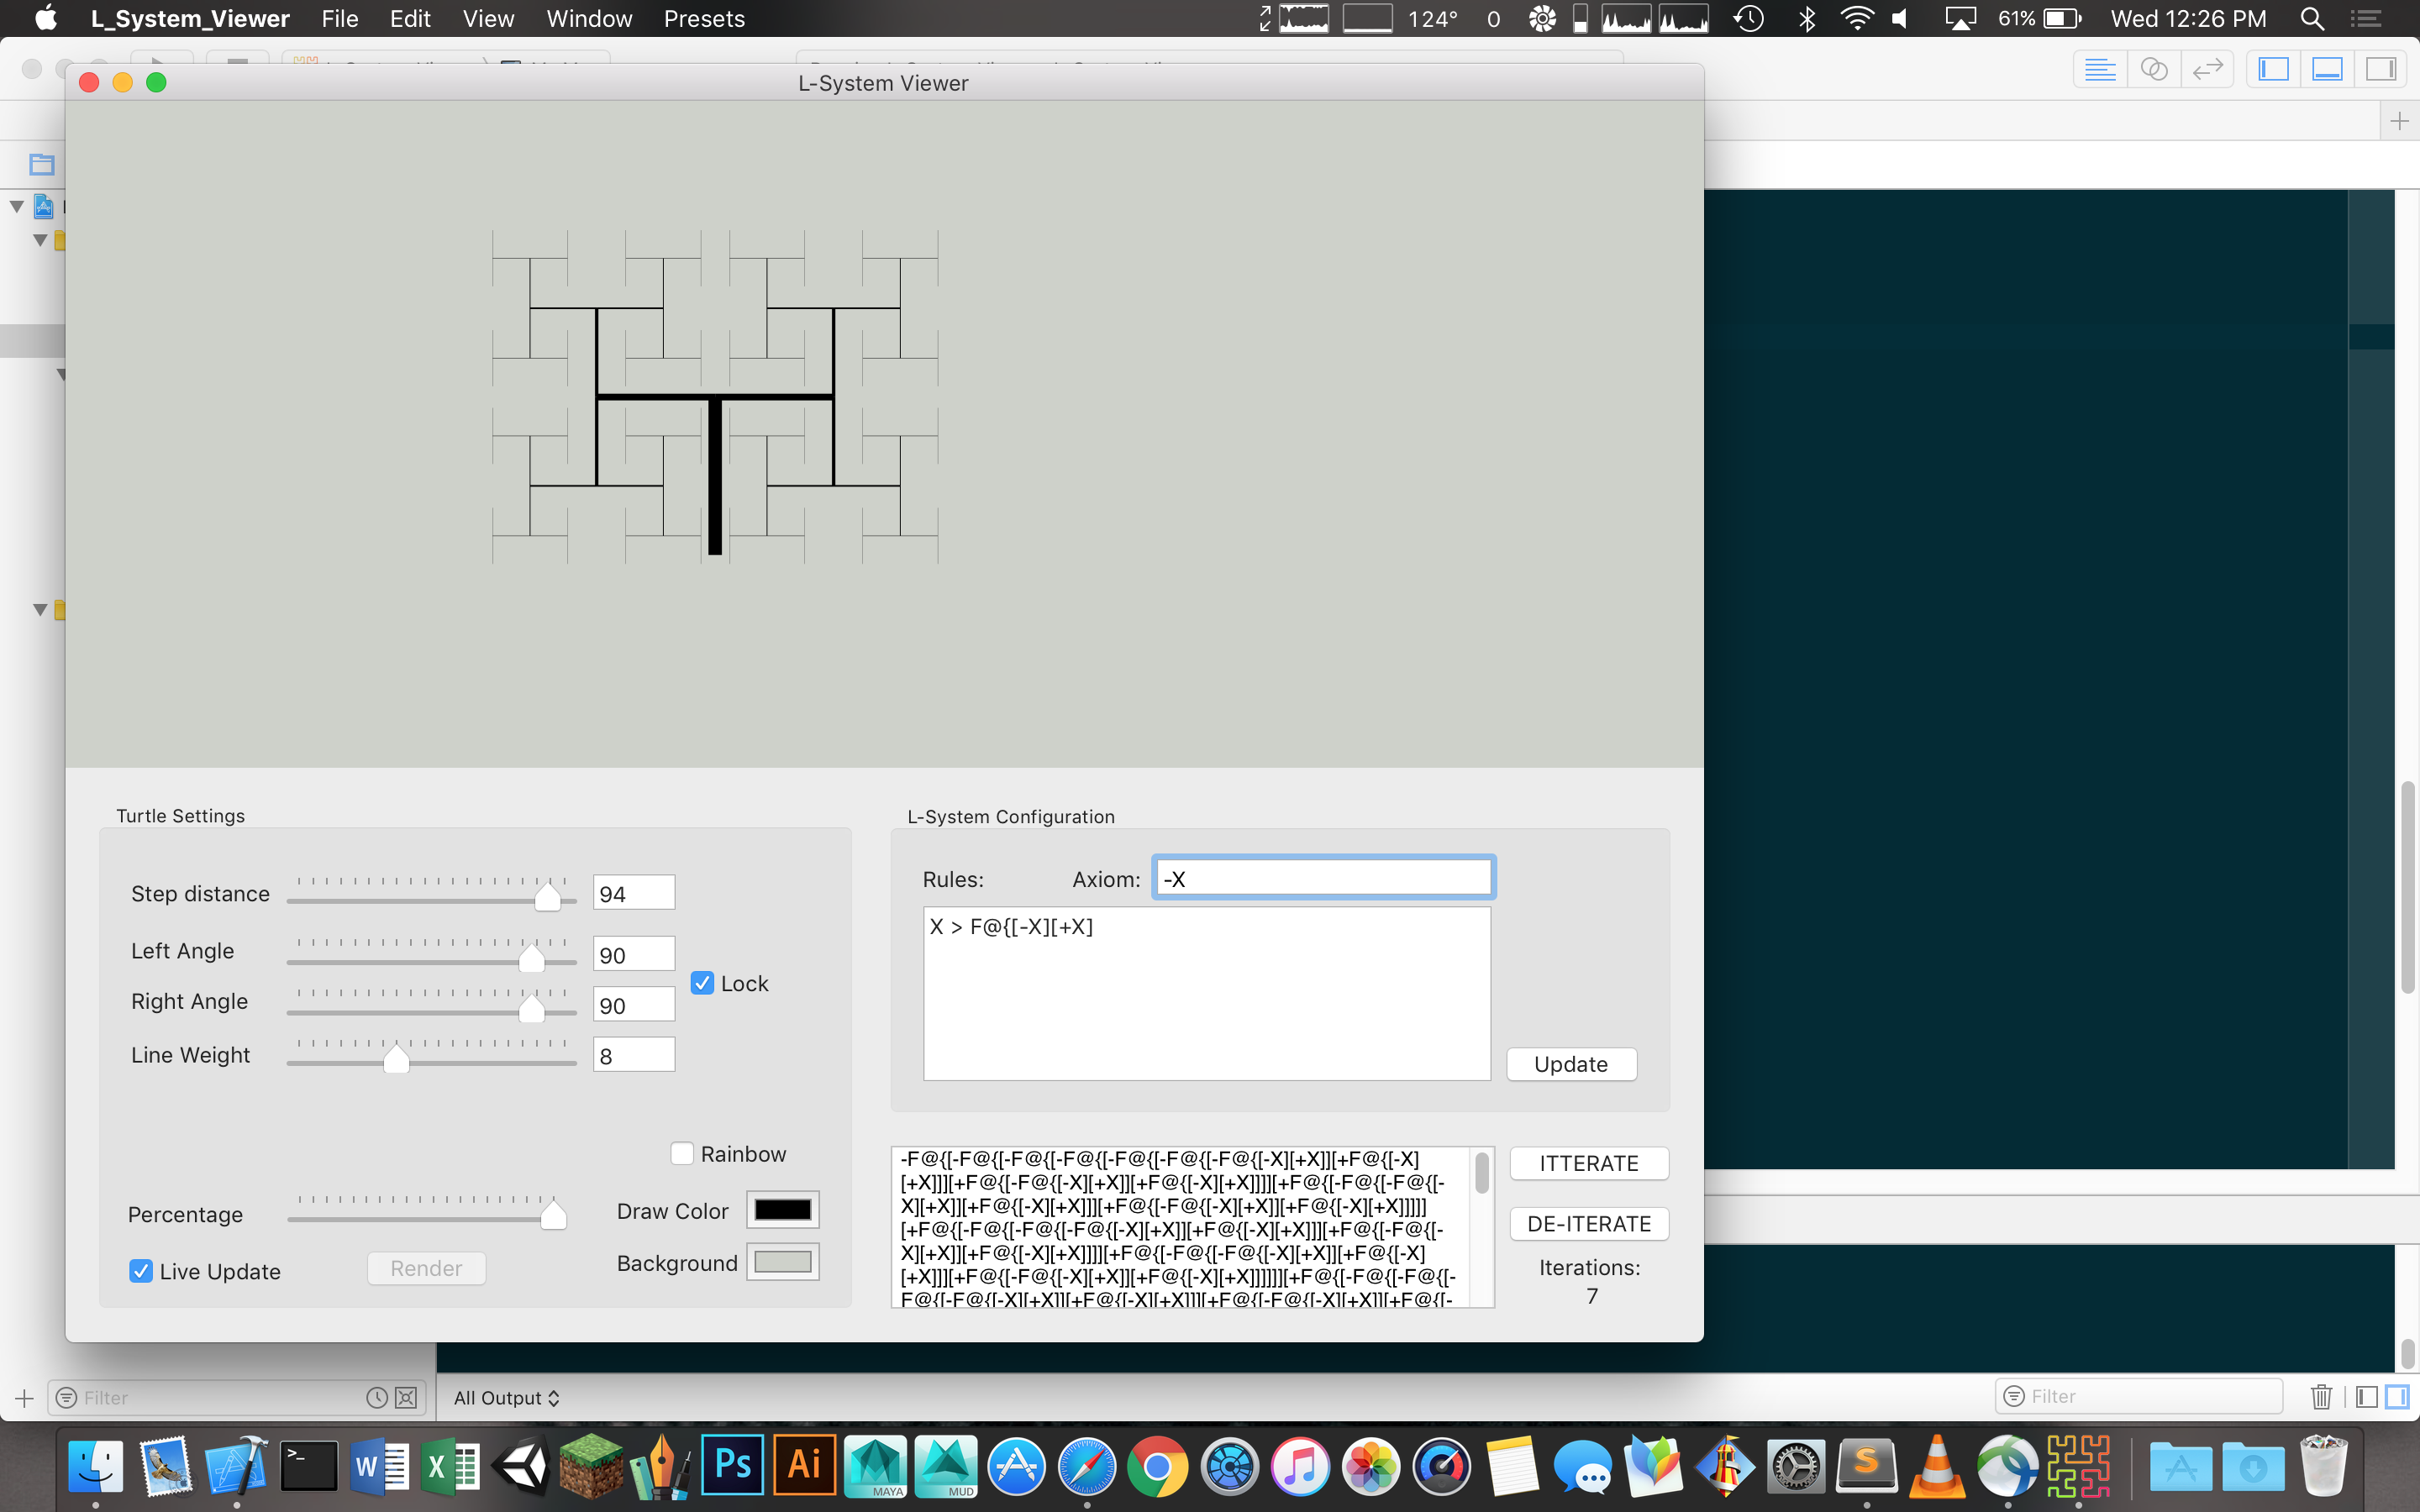 L_System_Viewer File Edit View Window Presets 124° 0 61% Wed 12:26 PM
L-System Viewer
Turtle Settings
Step distance 94
Left Angle 90
Lock
Right Angle 90
Line Weight 8
Rainbow
Percentage
Draw Color
Live Update
Render
Background
L-System Configuration
Rules: Axiom: -X
X > F@{[-X][+X]
Update
-F@{[-F@{[-F@{[-F@{[-F@{[-F@{[-F@{[-X][+X]][+F@{[-X]
[+X]]][+F@{[-F@{[-X][+X]][+F@{[-X][+X]]]][+F@{[-F@{[-F@{[-
X][+X]][+F@{[-X][+X]]][+F@{[-F@{[-X][+X]][+F@{[-X][+X]]]]]
[+F@{[-F@{[-F@{[-F@{[-X][+X]][+F@{[-X][+X]]][+F@{[-F@{[-
X][+X]][+F@{[-X][+X]]]][+F@{[-F@{[-F@{[-X][+X]][+F@{[-X]
[+X]]][+F@{[-F@{[-X][+X]][+F@{[-X][+X]]]]]][+F@{[-F@{[-F@{[-
F@{[-F@{[-X][+X]][+F@{[-X][+X]]][+F@{[-F@{[-X][+X]][+F@{[-
ITTERATE
DE-ITERATE
Iterations:
7
Filter
All Output
Filter
>_
W
X
Ps
Ai
MAYA
MUD
S